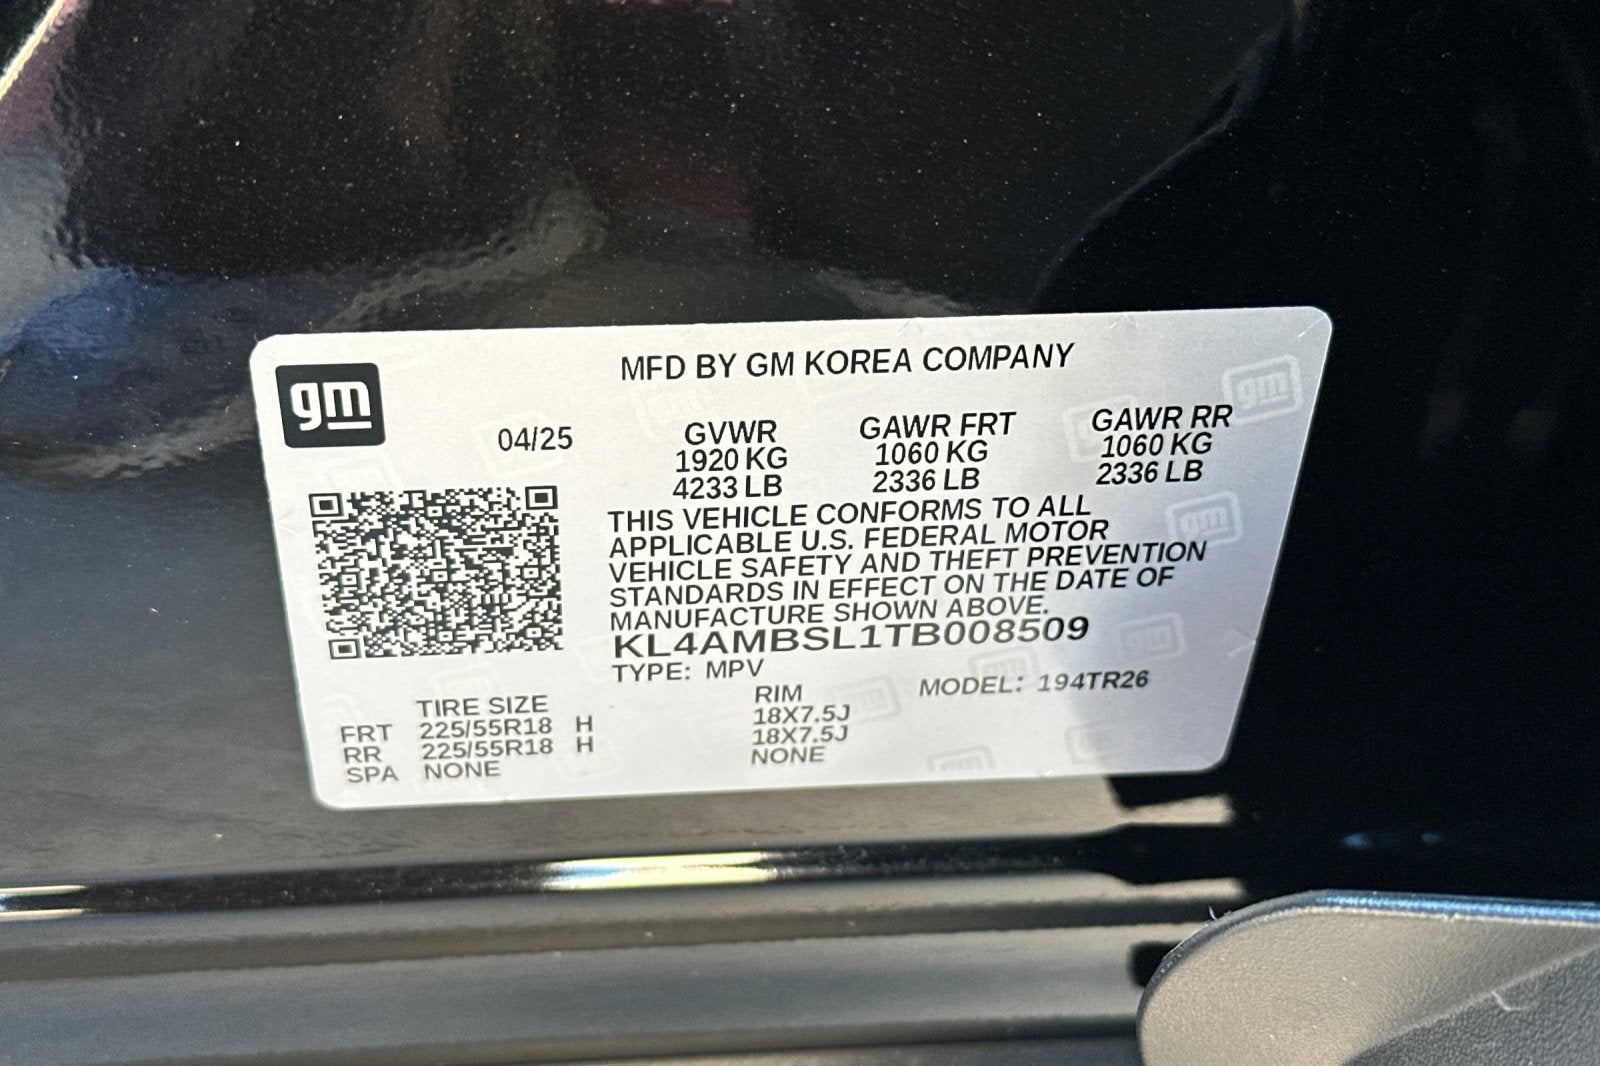 gm
MFD BY GM KOREA COMPANY
04/25 GVWR GAWR FRT GAWR RR
1920 KG 1060 KG 1060 KG
4233 LB 2336 LB 2336 LB
THIS VEHICLE CONFORMS TO ALL
APPLICABLE U.S. FEDERAL MOTOR
VEHICLE SAFETY AND THEFT PREVENTION
STANDARDS IN EFFECT ON THE DATE OF
MANUFACTURE SHOWN ABOVE.
KL4AMBSL1TB008509
TYPE: MPV MODEL: 194TR26
TIRE SIZE RIM
FRT 225/55R18 H 18X7.5J
RR 225/55R18 H 18X7.5J
SPA NONE NONE